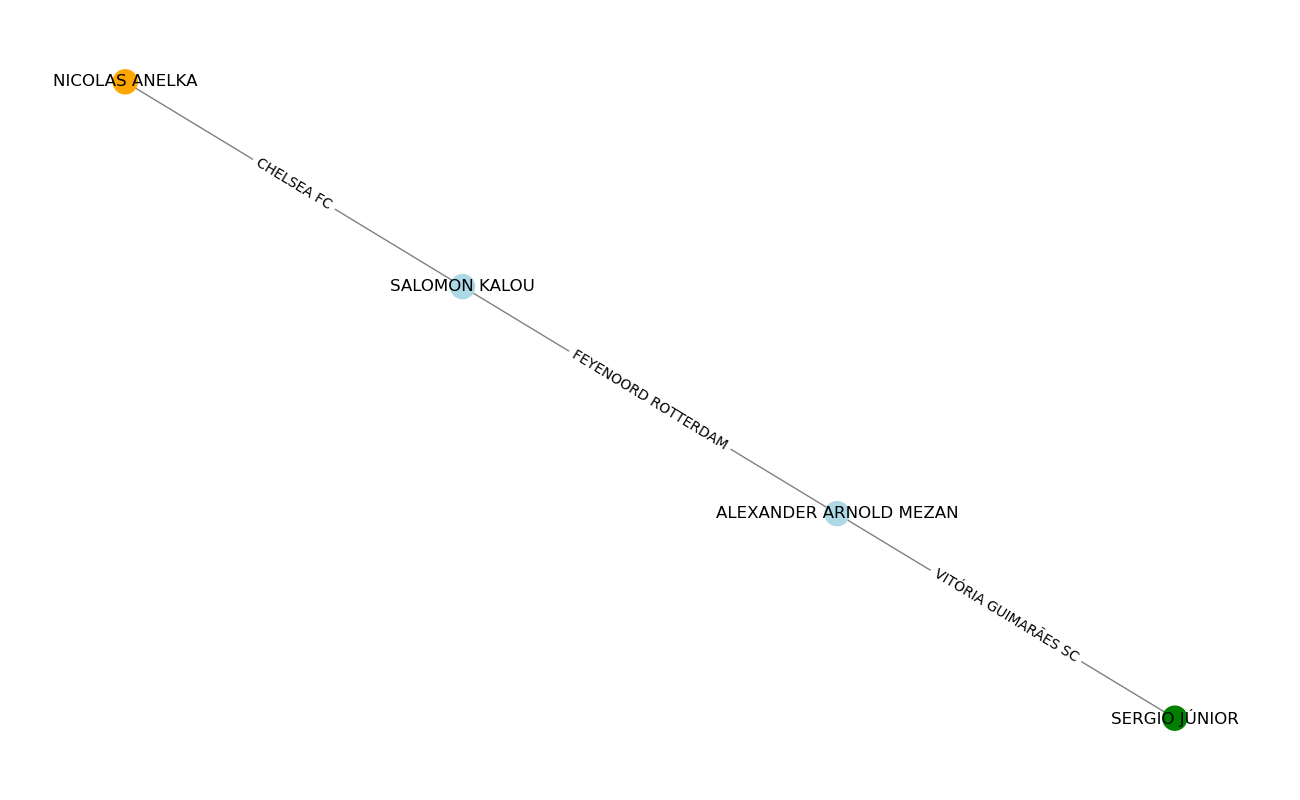 NICOLAS ANELKA
CHELSEA FC
SALOMON KALOU
FEYENOORD ROTTERDAM
ALEXANDER ARNOLD MEZAN
VITÓRIA GUIMARÃES SC
SERGIO JÚNIOR